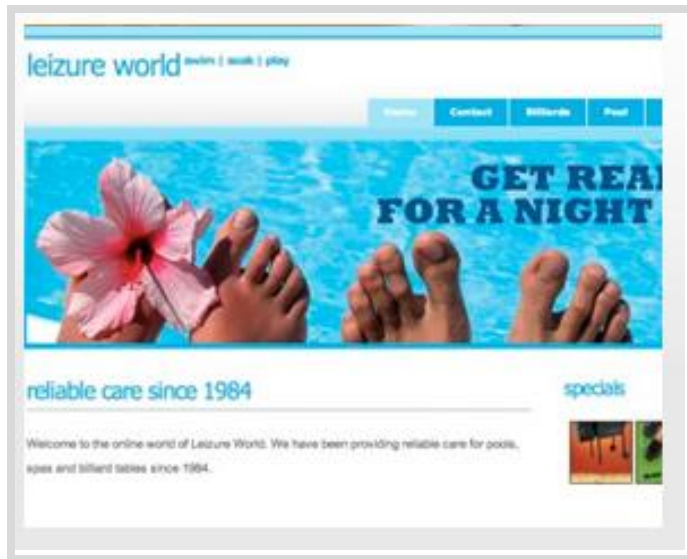 leizure world swim | soak | play
Home Contact Billiards Pool
GET REA
FOR A NIGHT
reliable care since 1984
specials
Welcome to the online world of Leizure World. We have been providing reliable care for pools,
spas and billiard tables since 1984.